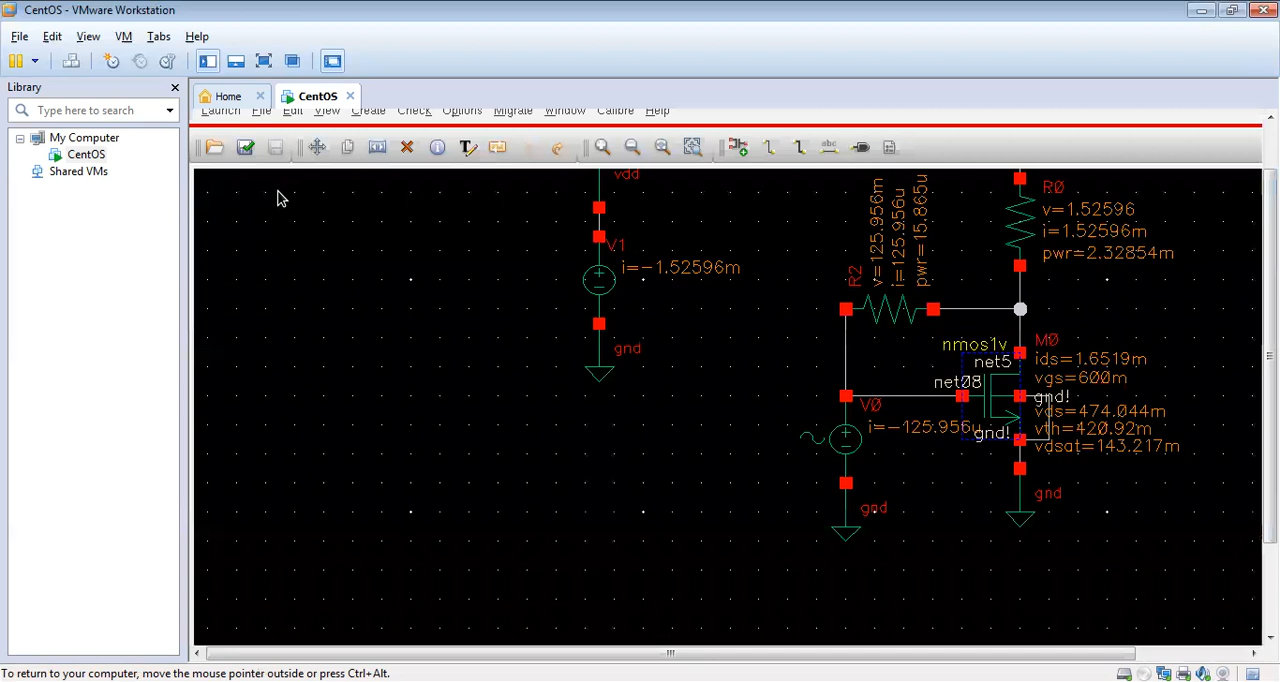 CentOS - VMware Workstation
File Edit View VM Tabs Help
Library
Type here to search
My Computer
CentOS
Shared VMs
Home
CentOS
Launch File Edit View Create Check Options Migrate Window Calibre Help
abc
vdd
V1
i=-1.52596m
gnd
R2
v=125.956m
i=125.956u
pwr=15.865u
R0
v=1.52596
i=1.52596m
pwr=2.32854m
nmos1v
net5
net08
M0
ids=1.6519m
vgs=600m
gnd!
vds=474.044m
vth=420.92m
vdsat=143.217m
gnd!
V0
i=-125.956u
gnd
gnd
To return to your computer, move the mouse pointer outside or press Ctrl+Alt.